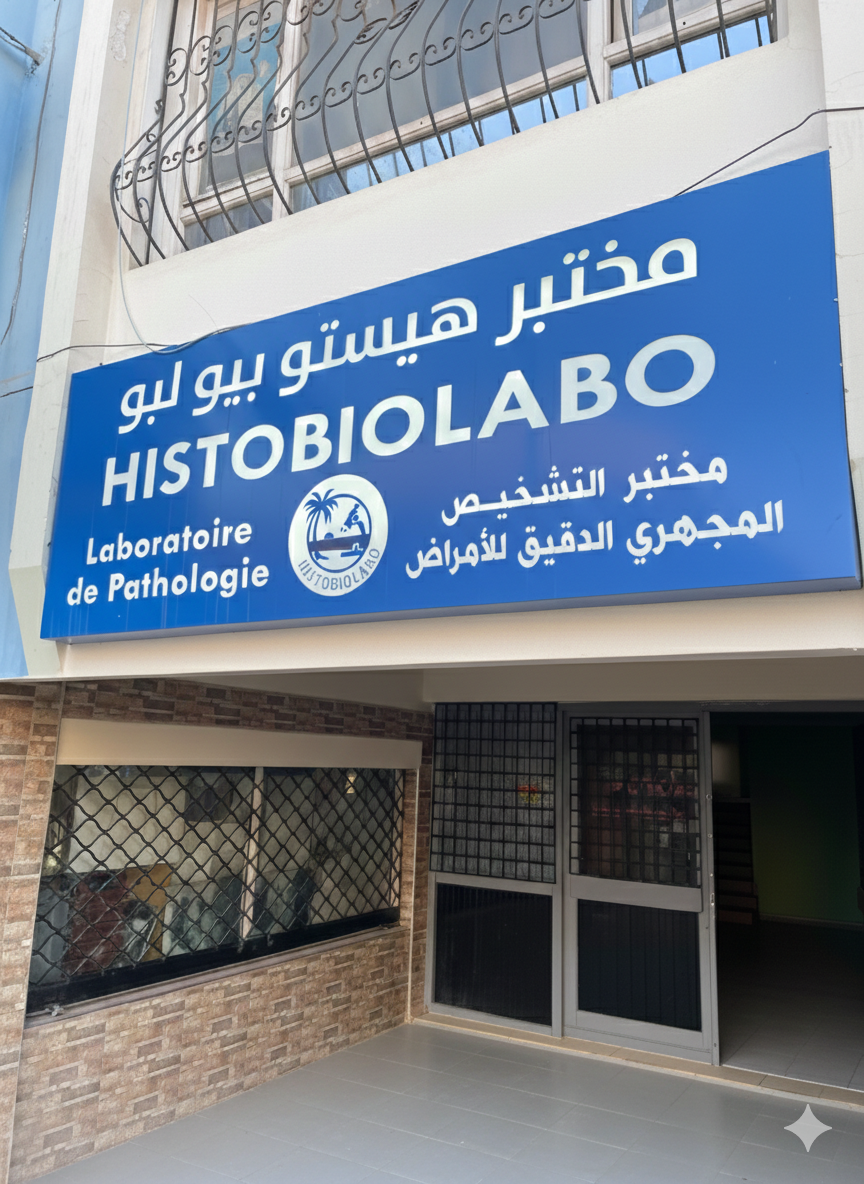 مختبر هيستو بيو لبو
HISTOBIOLABO
Laboratoire
de Pathologie
HISTOBIOLABO
مختبر التشخيص
المجهري الدقيق للأمراض